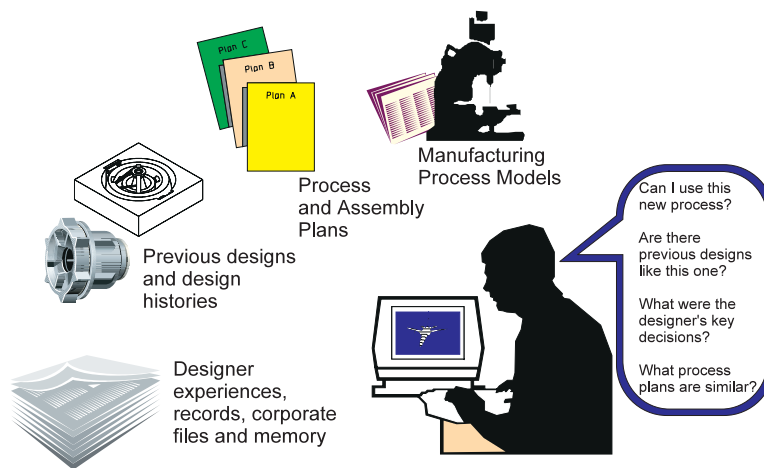 Plan C
Plan B
Plan A
Manufacturing
Process Models
Process
and Assembly
Plans
Previous designs
and design
histories
Designer
experiences,
records, corporate
files and memory
Can I use this
new process?
Are there
previous designs
like this one?
What were the
designer's key
decisions?
What process
plans are similar?